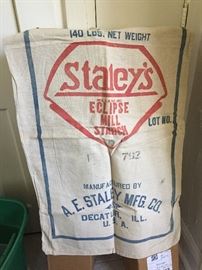 140 LBS. NET WEIGHT
Staley's
ECLIPSE
MILL
STARCH
LOT NO.
792
MANUFACTURED BY
A. E. STALEY MFG. CO.
DECATUR, ILL.
U. S. A.